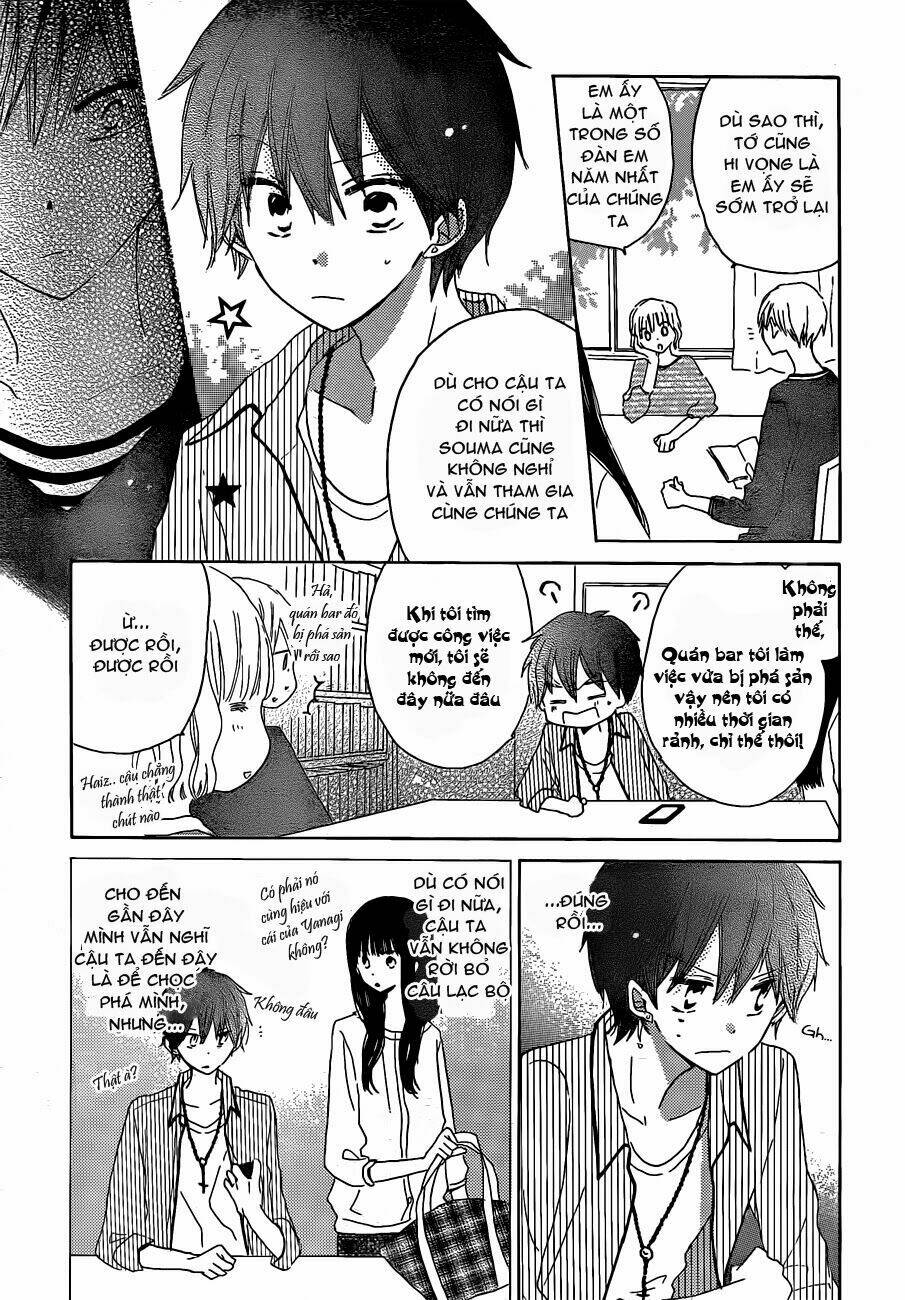 DÙ SAO THÌ,
TỚ CŨNG
HI VỌNG LÀ
EM ẤY SẼ
SỚM TRỞ LẠI
EM ẤY
LÀ MỘT
TRONG SỐ
ĐÀN EM
NĂM NHẤT
CỦA CHÚNG
TA
DÙ CHO CẬU TA
CÓ NÓI GÌ
ĐI NỮA THÌ
SOUMA CŨNG
KHÔNG NGHỈ
VÀ VẪN THAM GIA
CÙNG CHÚNG TA
Không
phải
thế,
Quán bar tôi làm
việc vừa bị phá sản
vậy nên tôi có
nhiều thời gian
rảnh, chỉ thế thôi!
Khi tôi tìm
được công việc
mới, tôi sẽ
không đến
đây nữa đâu
Hả,
quán bar đó
bị phá sản
rồi sao
Ừ...
ĐƯỢC RỒI,
ĐƯỢC RỒI
Haiz.. cậu chẳng
thành thật
chút nào
...ĐÚNG
RỒI...
Gh...
DÙ CÓ NÓI
GÌ ĐI NỮA,
CẬU TA
VẪN KHÔNG
RỜI BỎ
CÂU LẠC BỘ
Có phải nó
cùng hiệu với
cái của Yanagi
không?
Không đâu
CHO ĐẾN
GẦN ĐÂY
MÌNH VẪN NGHĨ
CẬU TA ĐẾN ĐÂY
LÀ ĐỂ CHỌC
PHÁ MÌNH,
NHƯNG...
Thật à?